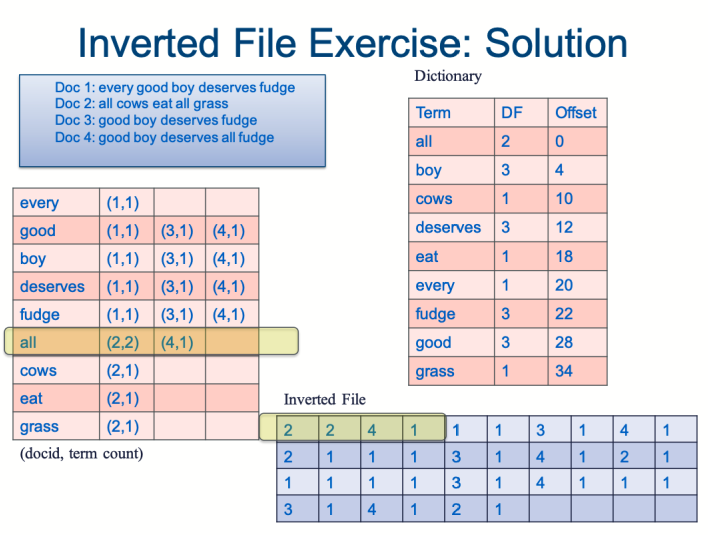 Inverted File Exercise: Solution
Doc 1: every good boy deserves fudge
Doc 2: all cows eat all grass
Doc 3: good boy deserves fudge
Doc 4: good boy deserves all fudge
Dictionary
Term DF Offset
all 2 0
boy 3 4
cows 1 10
deserves 3 12
eat 1 18
every 1 20
fudge 3 22
good 3 28
grass 1 34
every (1,1)
good (1,1) (3,1) (4,1)
boy (1,1) (3,1) (4,1)
deserves (1,1) (3,1) (4,1)
fudge (1,1) (3,1) (4,1)
all (2,2) (4,1)
cows (2,1)
eat (2,1)
grass (2,1)
(docid, term count)
Inverted File
2 2 4 1 1 1 3 1 4 1
2 1 1 1 3 1 4 1 2 1
1 1 1 1 3 1 4 1 1 1
3 1 4 1 2 1